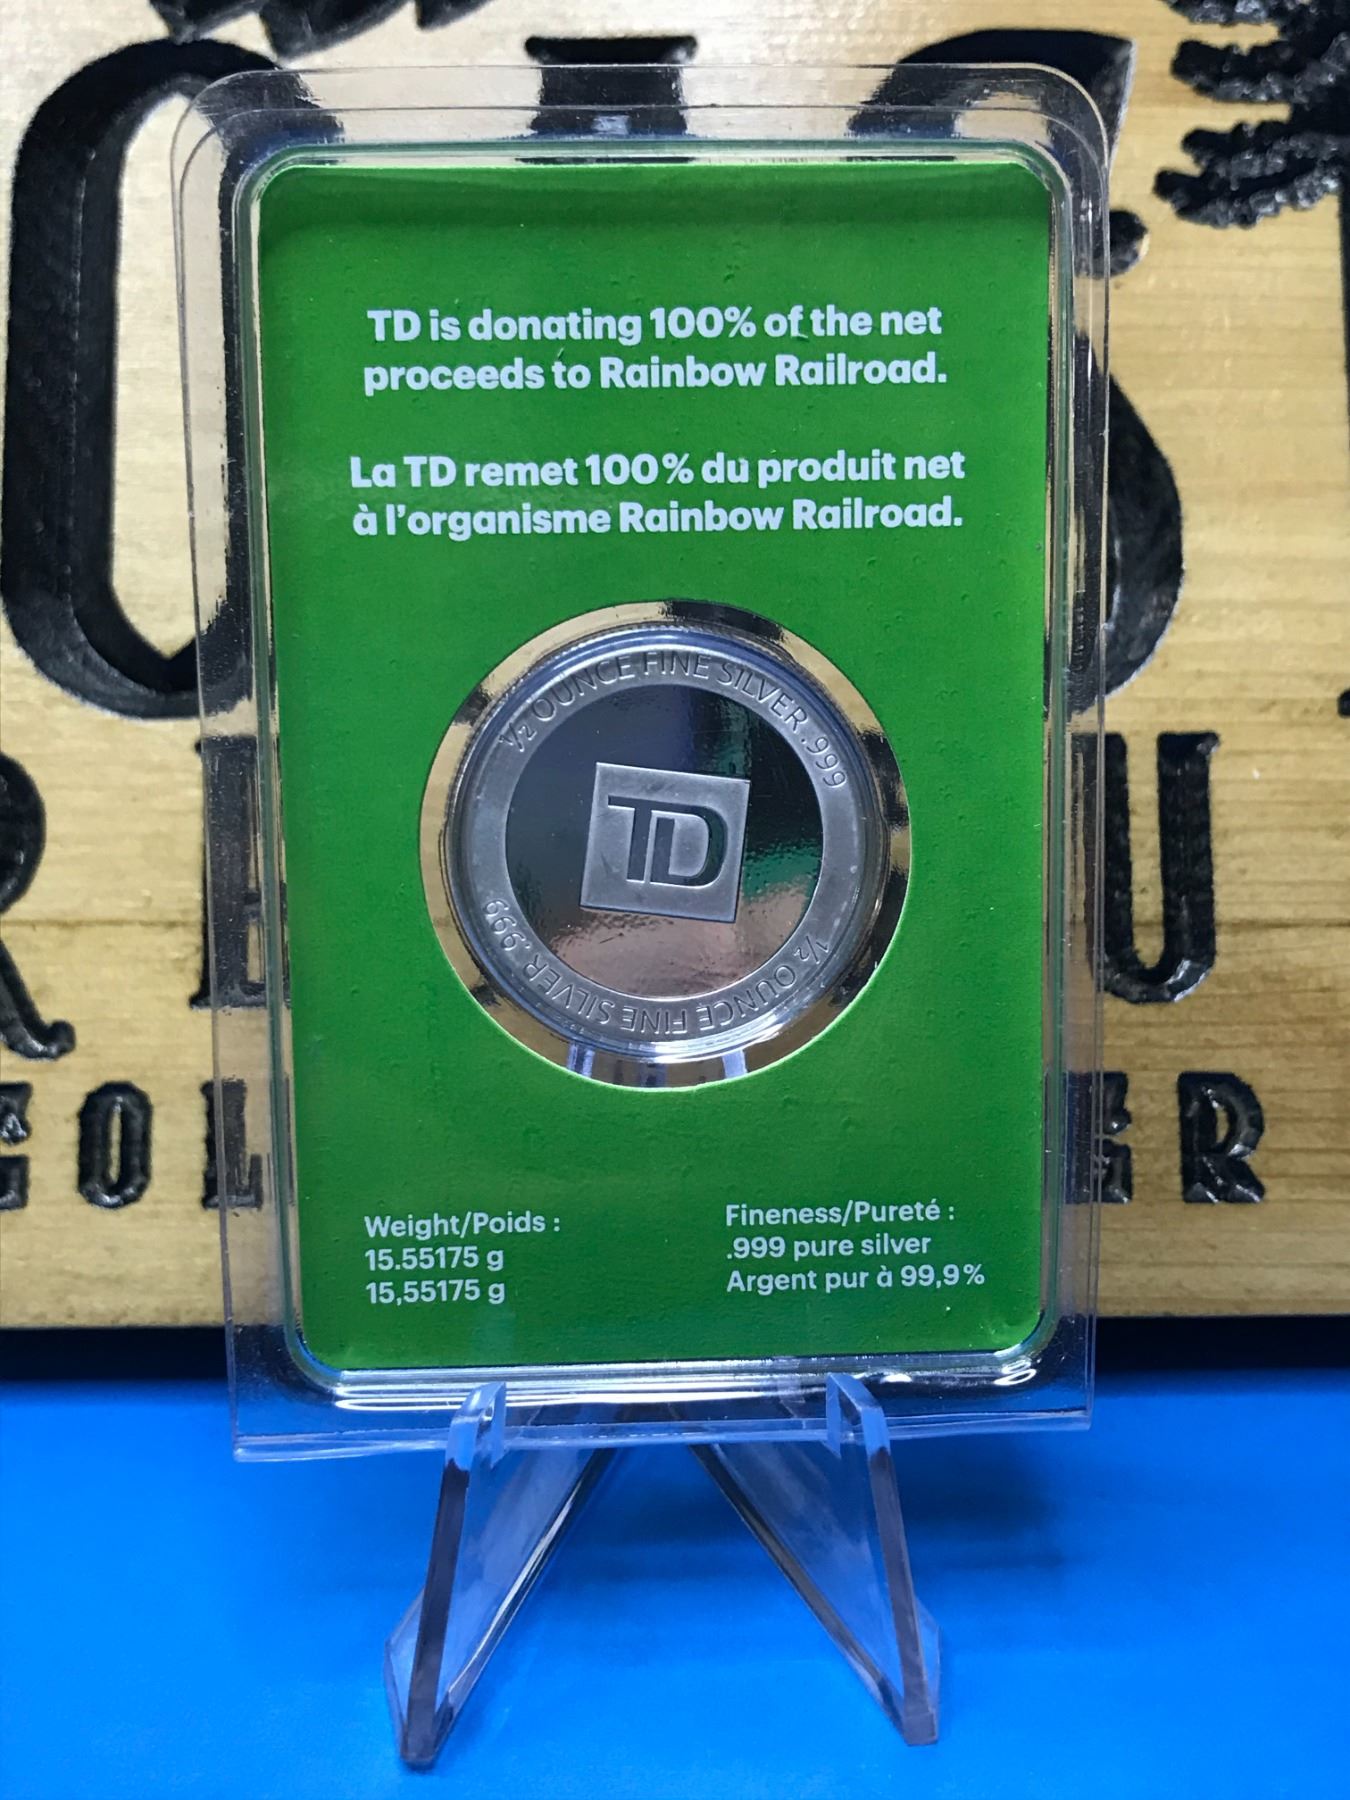 TD is donating 100% of the net
proceeds to Rainbow Railroad.
La TD remet 100% du produit net
à l'organisme Rainbow Railroad.
½ OUNCE FINE SILVER .999
TD
½ OUNCE FINE SILVER .999
Weight/Poids :
15.55175 g
15,55175 g
Fineness/Pureté :
.999 pure silver
Argent pur à 99,9%